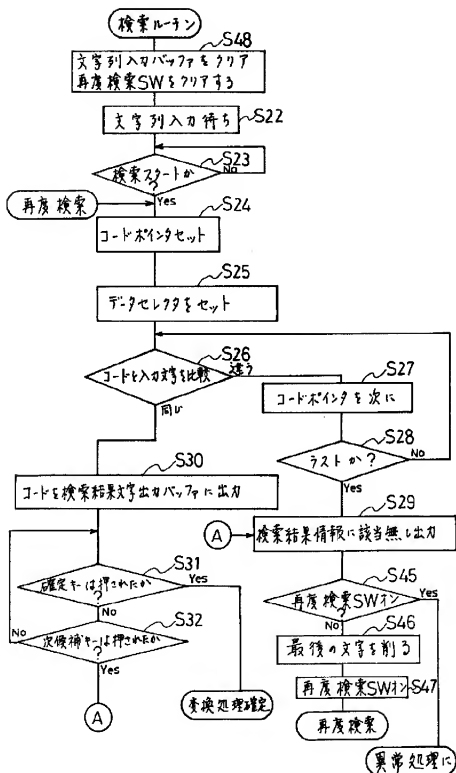 検索ルーチン
S48
文字列入力バッファをクリア
再度検索SWをクリアする
S22
文字列入力待ち
S23
検索スタートか
?
No
Yes
再度検索
S24
コードポインタセット
S25
データセレクタをセット
S26
コードと入力文字を比較
違う
同じ
S27
コードポインタを次に
S28
ラストか?
No
Yes
S30
コードを検索結果文字出力バッファに出力
S29
A
検索結果情報に該当無し出力
S31
確定キーは押されたか
?
Yes
No
S32
次候補キーは押されたか
?
No
Yes
A
変換処理確定
S45
再度検索SWオン
?
Yes
No
S46
最後の文字を削る
再度検索SWオン
S47
再度検索
異常処理に